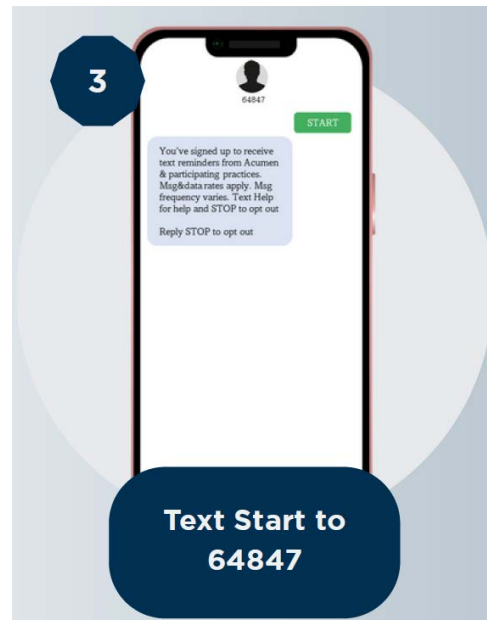 3
64847
START
You've signed up to receive
text reminders from Acumen
& participating practices.
Msg&data rates apply. Msg
frequency varies. Text Help
for help and STOP to opt out
Reply STOP to opt out
Text Start to
64847